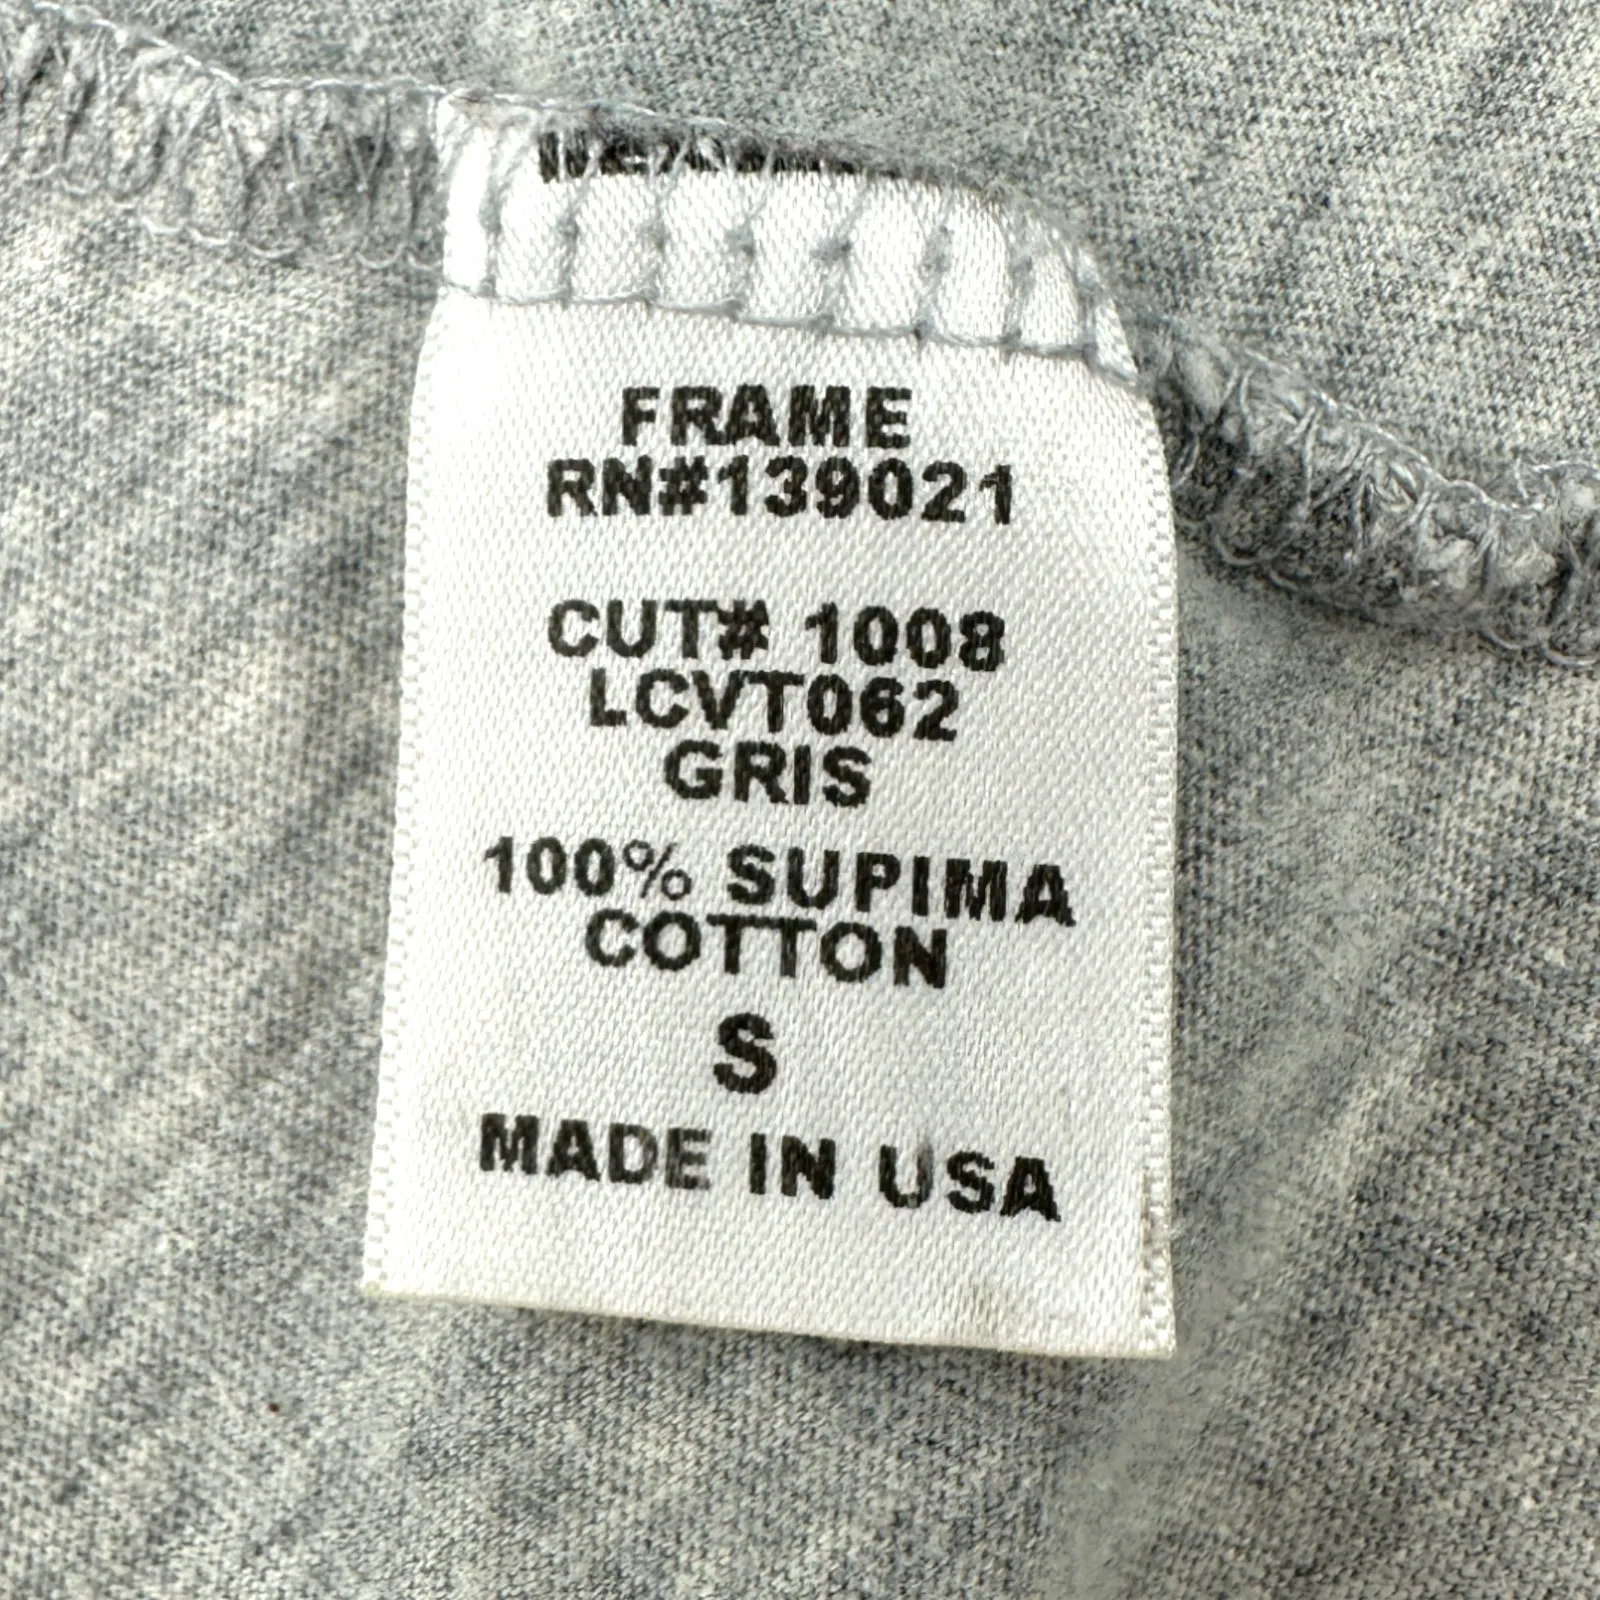 FRAME
RN#139021
CUT# 1008
LCVT062
GRIS
100% SUPIMA
COTTON
S
MADE IN USA